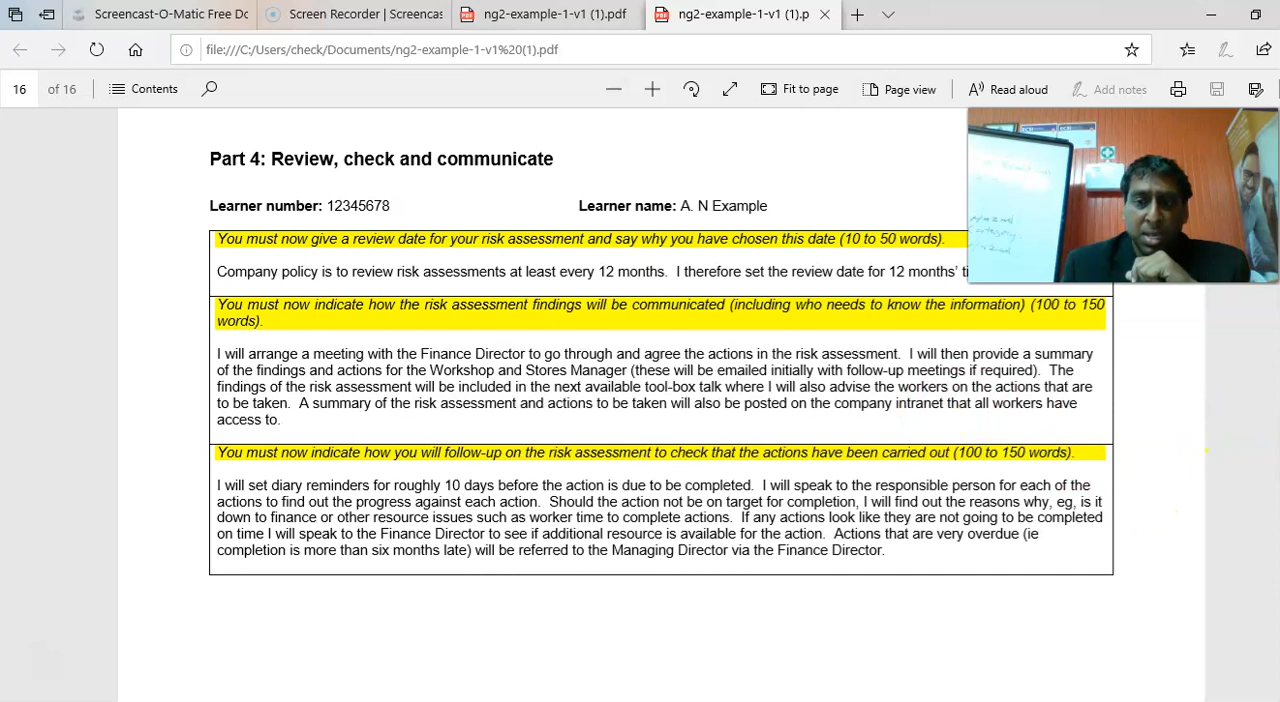 Screencast-O-Matic Free Do
Screen Recorder | Screencas
ng2-example-1-v1 (1).pdf
ng2-example-1-v1 (1).p
file:///C:/Users/check/Documents/ng2-example-1-v1%20(1).pdf
16 of 16
Contents
Fit to page
Page view
Read aloud
Add notes
Part 4: Review, check and communicate
Learner number: 12345678
Learner name: A. N Example
You must now give a review date for your risk assessment and say why you have chosen this date (10 to 50 words).
Company policy is to review risk assessments at least every 12 months. I therefore set the review date for 12 months'
You must now indicate how the risk assessment findings will be communicated (including who needs to know the information) (100 to 150
words).
I will arrange a meeting with the Finance Director to go through and agree the actions in the risk assessment. I will then provide a summary
of the findings and actions for the Workshop and Stores Manager (these will be emailed initially with follow-up meetings if required). The
findings of the risk assessment will be included in the next available tool-box talk where I will also advise the workers on the actions that are
to be taken. A summary of the risk assessment and actions to be taken will also be posted on the company intranet that all workers have
access to.
You must now indicate how you will follow-up on the risk assessment to check that the actions have been carried out (100 to 150 words).
I will set diary reminders for roughly 10 days before the action is due to be completed. I will speak to the responsible person for each of the
actions to find out the progress against each action. Should the action not be on target for completion, I will find out the reasons why, eg, is it
down to finance or other resource issues such as worker time to complete actions. If any actions look like they are not going to be completed
on time I will speak to the Finance Director to see if additional resource is available for the action. Actions that are very overdue (ie
completion is more than six months late) will be referred to the Managing Director via the Finance Director.